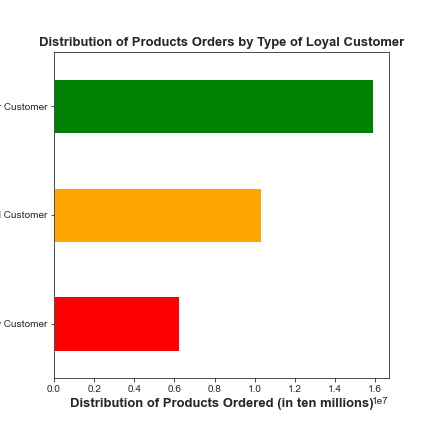 Distribution of Products Orders by Type of Loyal Customer
Customer
Customer
Customer
0.0 0.2 0.4 0.6 0.8 1.0 1.2 1.4 1.6
1e7
Distribution of Products Ordered (in ten millions)